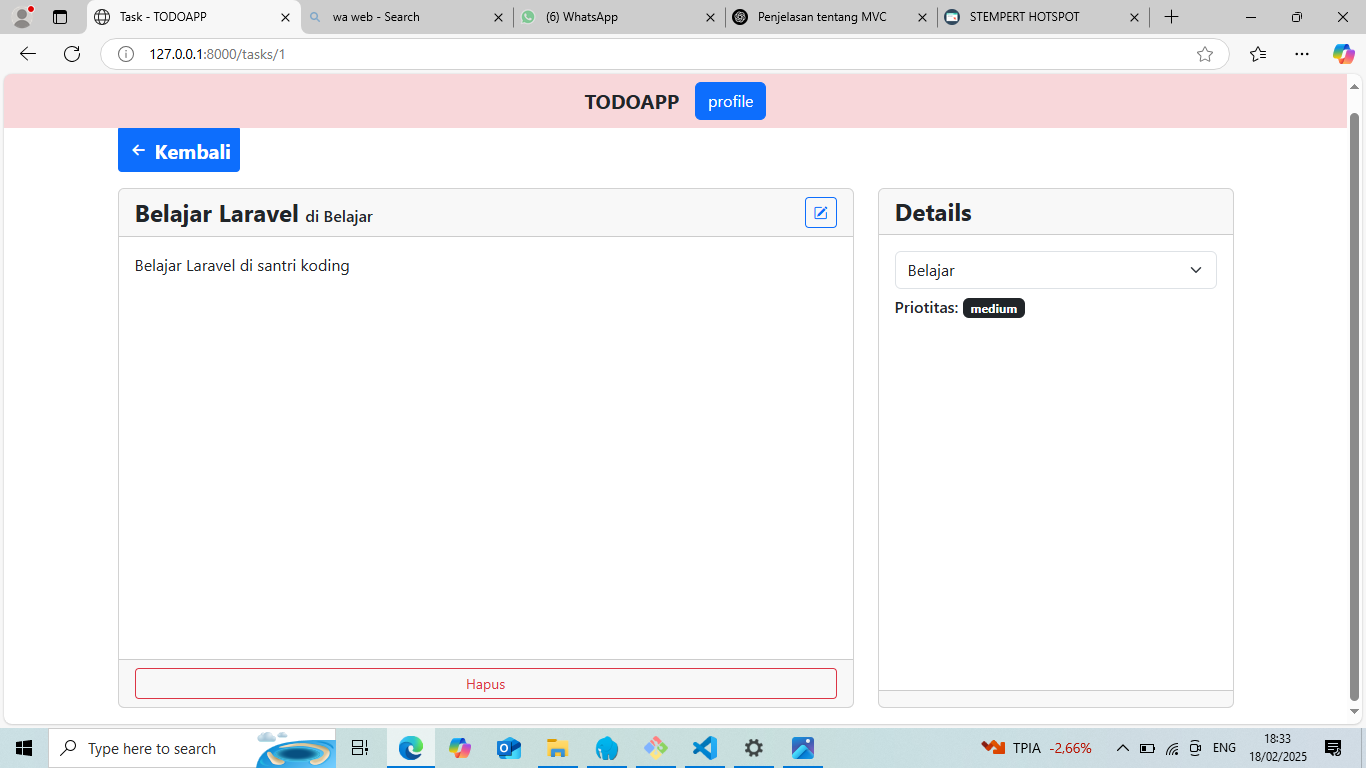 Task - TODOAPP
wa web - Search
(6) WhatsApp
Penjelasan tentang MVC
STEMPERT HOTSPOT
127.0.0.1:8000/tasks/1
TODOAPP profile
Kembali
Belajar Laravel di Belajar
Details
Belajar Laravel di santri koding
Belajar
Priotitas: medium
Hapus
Type here to search
TPIA -2,66%
ENG
18:33
18/02/2025